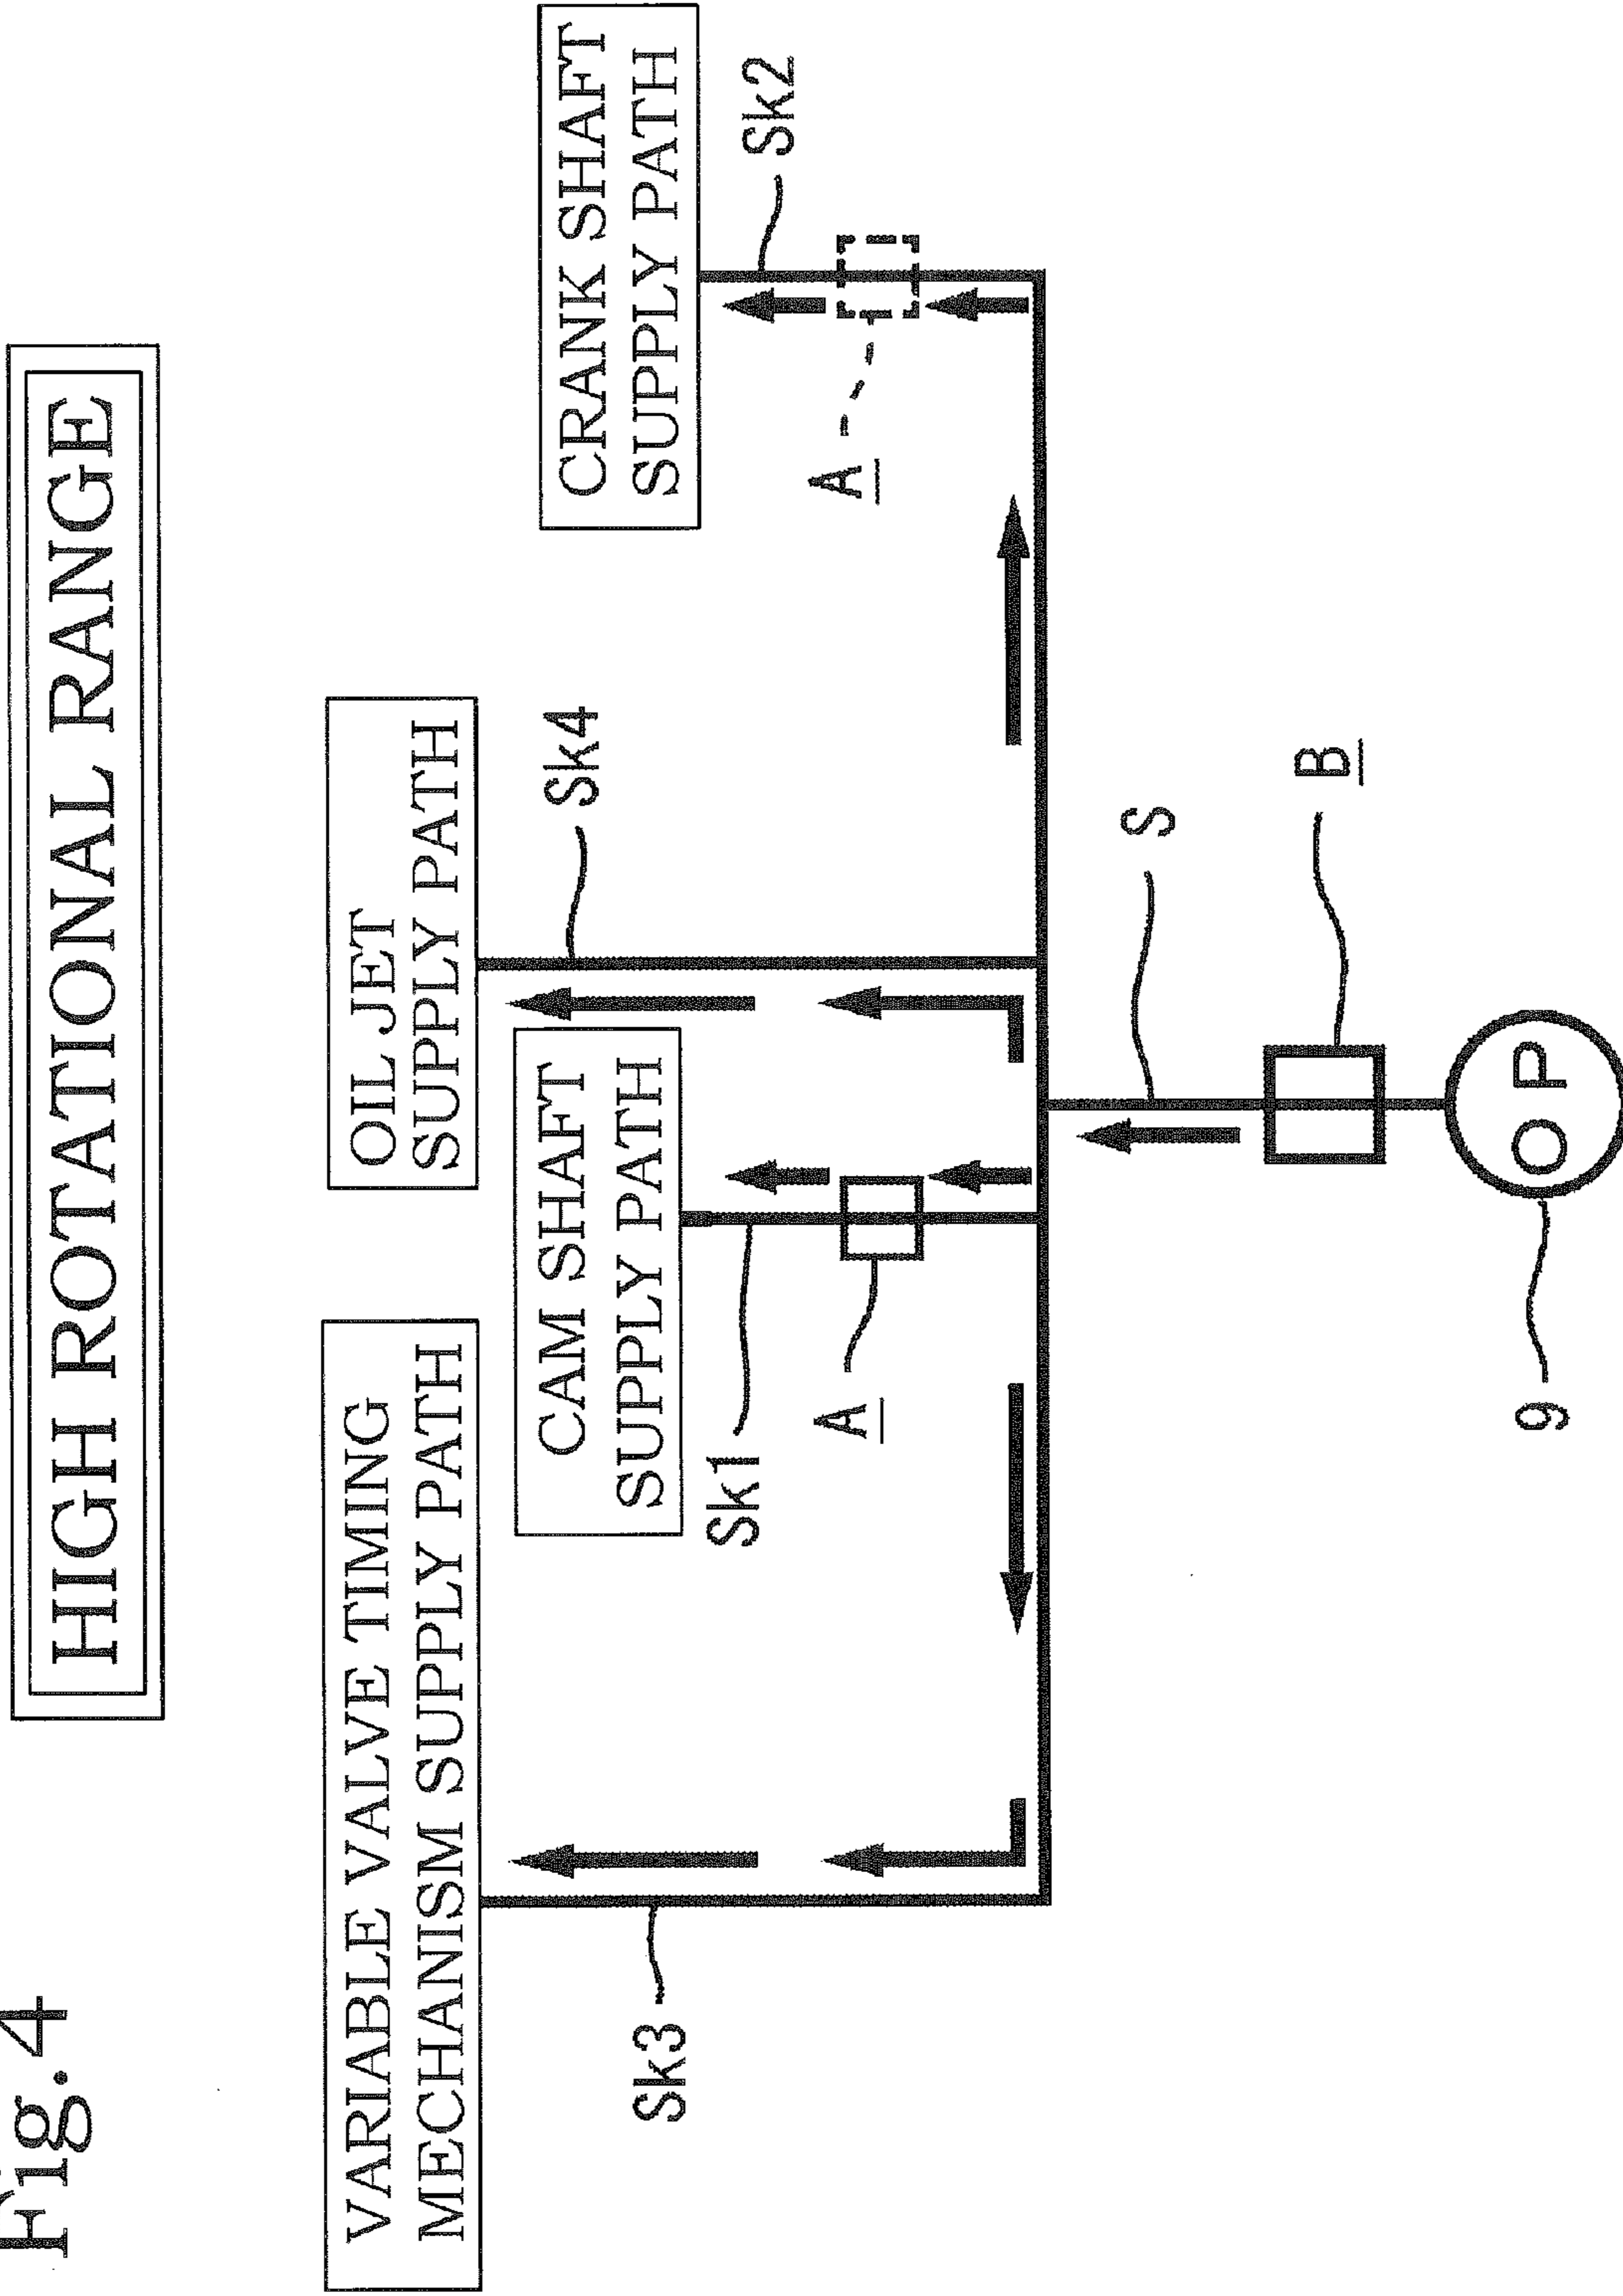 Fig.4
HIGH ROTATIONAL RANGE
VARIABLE VALVE TIMING
MECHANISM SUPPLY PATH
OIL JET
SUPPLY PATH
CAM SHAFT
SUPPLY PATH
CRANK SHAFT
SUPPLY PATH
Sk3
Sk1
A
Sk4
Sk2
A
S
B
OP
9